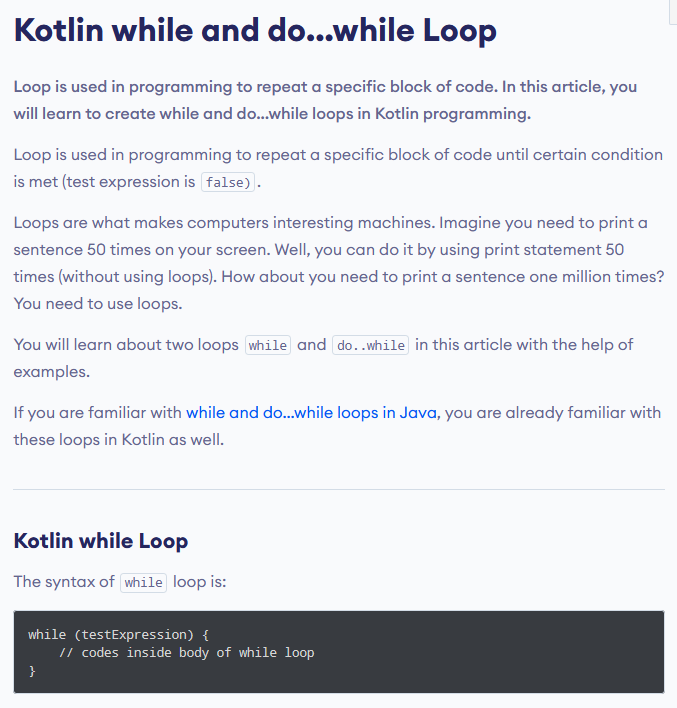 Kotlin while and do...while Loop
Loop is used in programming to repeat a specific block of code. In this article, you
will learn to create while and do...while loops in Kotlin programming.
Loop is used in programming to repeat a specific block of code until certain condition
is met (test expression is false).
Loops are what makes computers interesting machines. Imagine you need to print a
sentence 50 times on your screen. Well, you can do it by using print statement 50
times (without using loops). How about you need to print a sentence one million times?
You need to use loops.
You will learn about two loops while and do..while in this article with the help of
examples.
If you are familiar with while and do...while loops in Java, you are already familiar with
these loops in Kotlin as well.
Kotlin while Loop
The syntax of while loop is:
while (testExpression) {
    // codes inside body of while loop
}